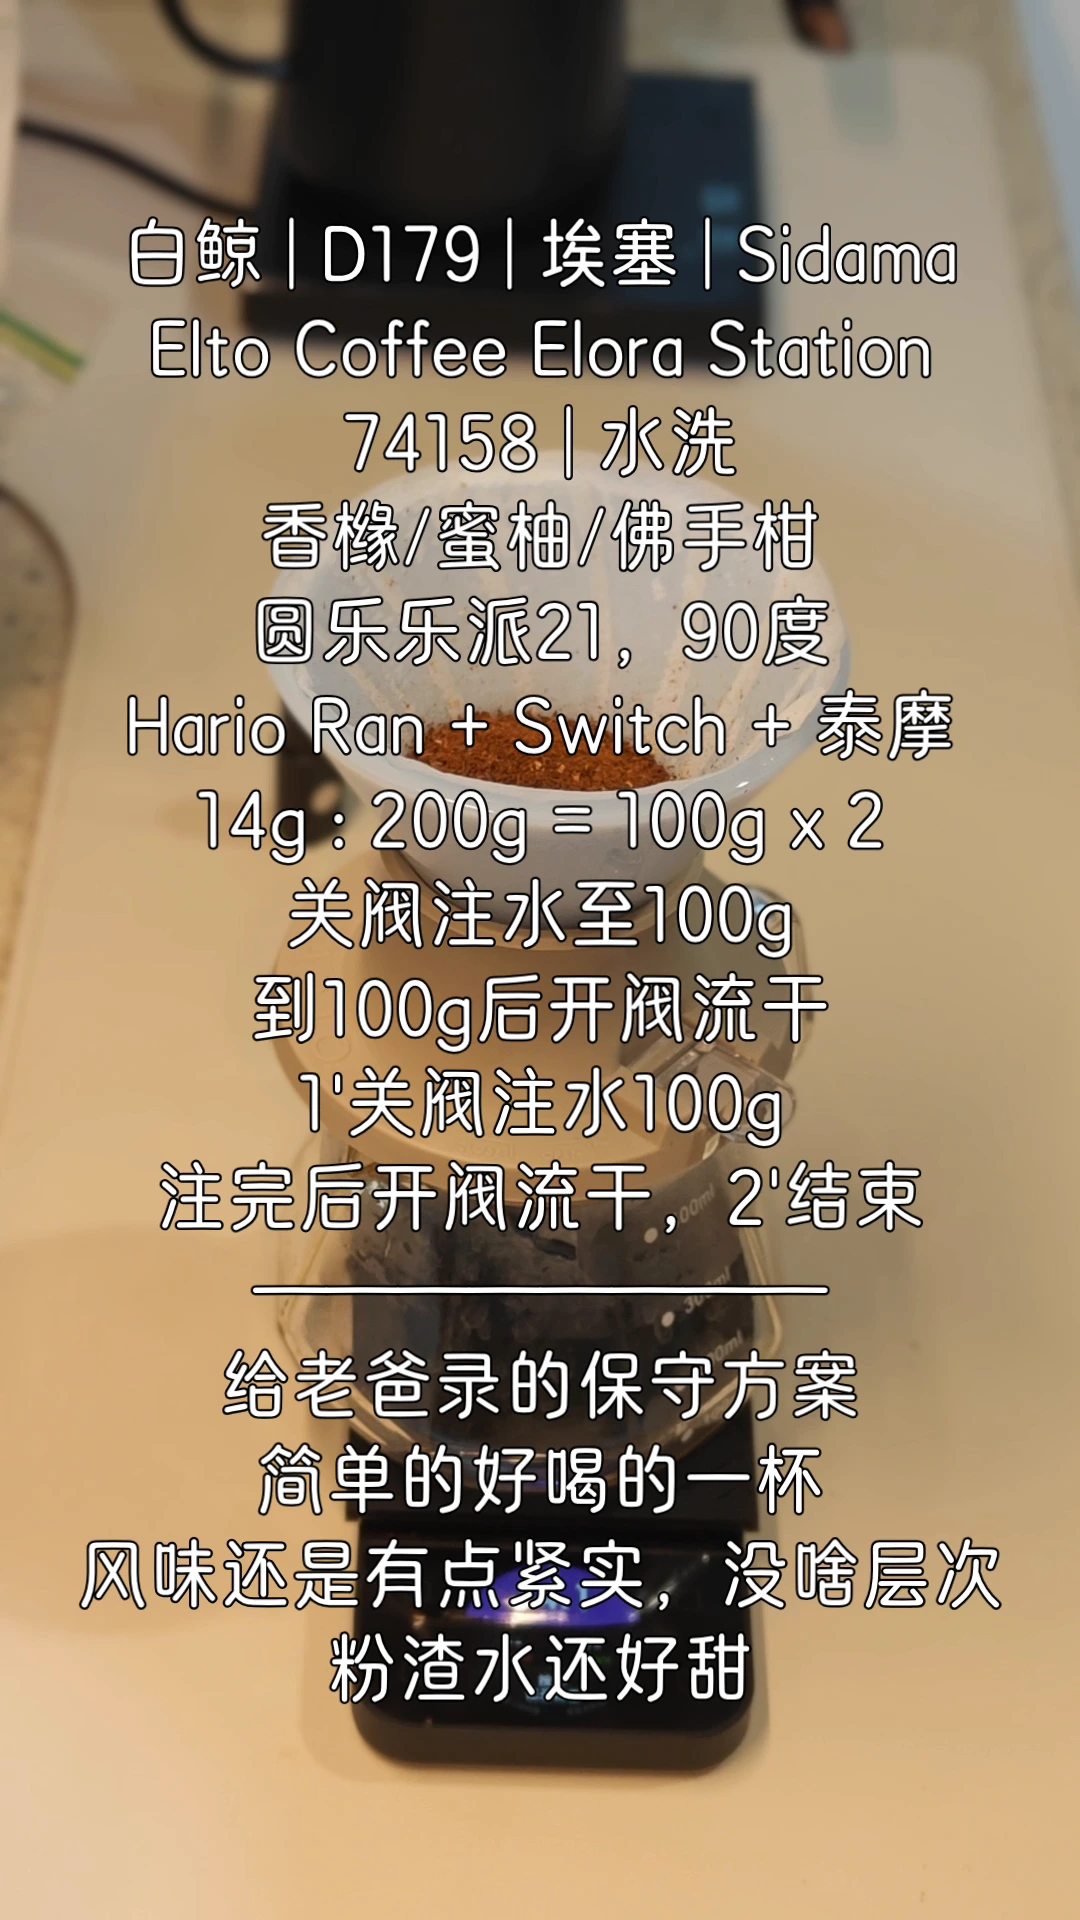 白鲸 | D179 | 埃塞 | Sidama
Elto Coffee Elora Station
74158 | 水洗
香橼/蜜柚/佛手柑
圆乐乐派21，90度
Hario Ran + Switch + 泰摩
14g : 200g = 100g x 2
关阀注水至100g
到100g后开阀流干
1'关阀注水100g
注完后开阀流干，2'结束
给老爸录的保守方案
简单的好喝的一杯
风味还是有点紧实，没啥层次
粉渣水还好甜